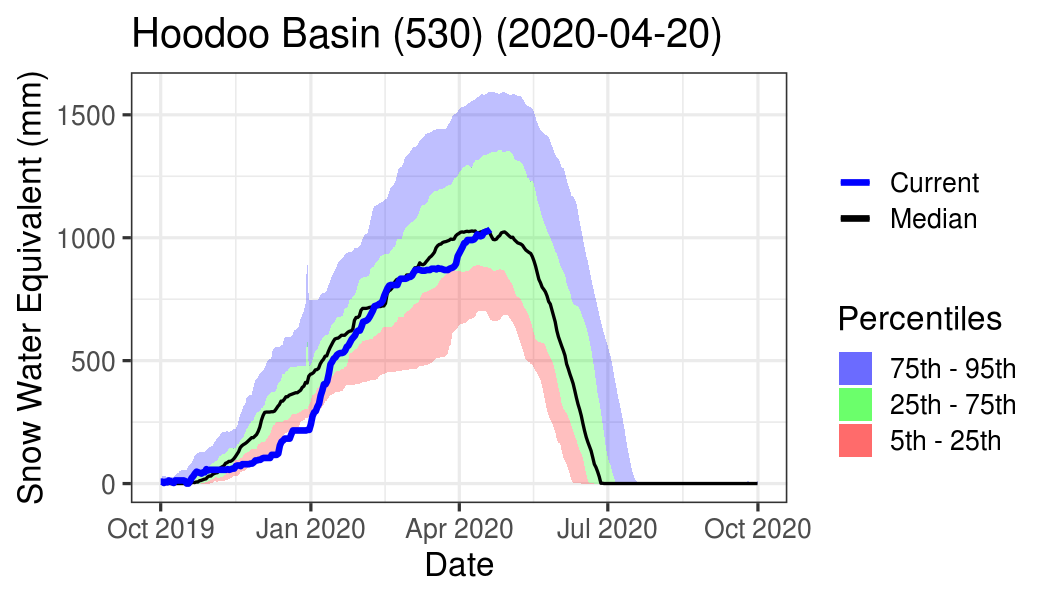 Hoodoo Basin (530) (2020-04-20)
Snow Water Equivalent (mm)
1500
1000
500
0
Oct 2019
Jan 2020
Apr 2020
Jul 2020
Oct 2020
Date
Current
Median
Percentiles
75th - 95th
25th - 75th
5th - 25th